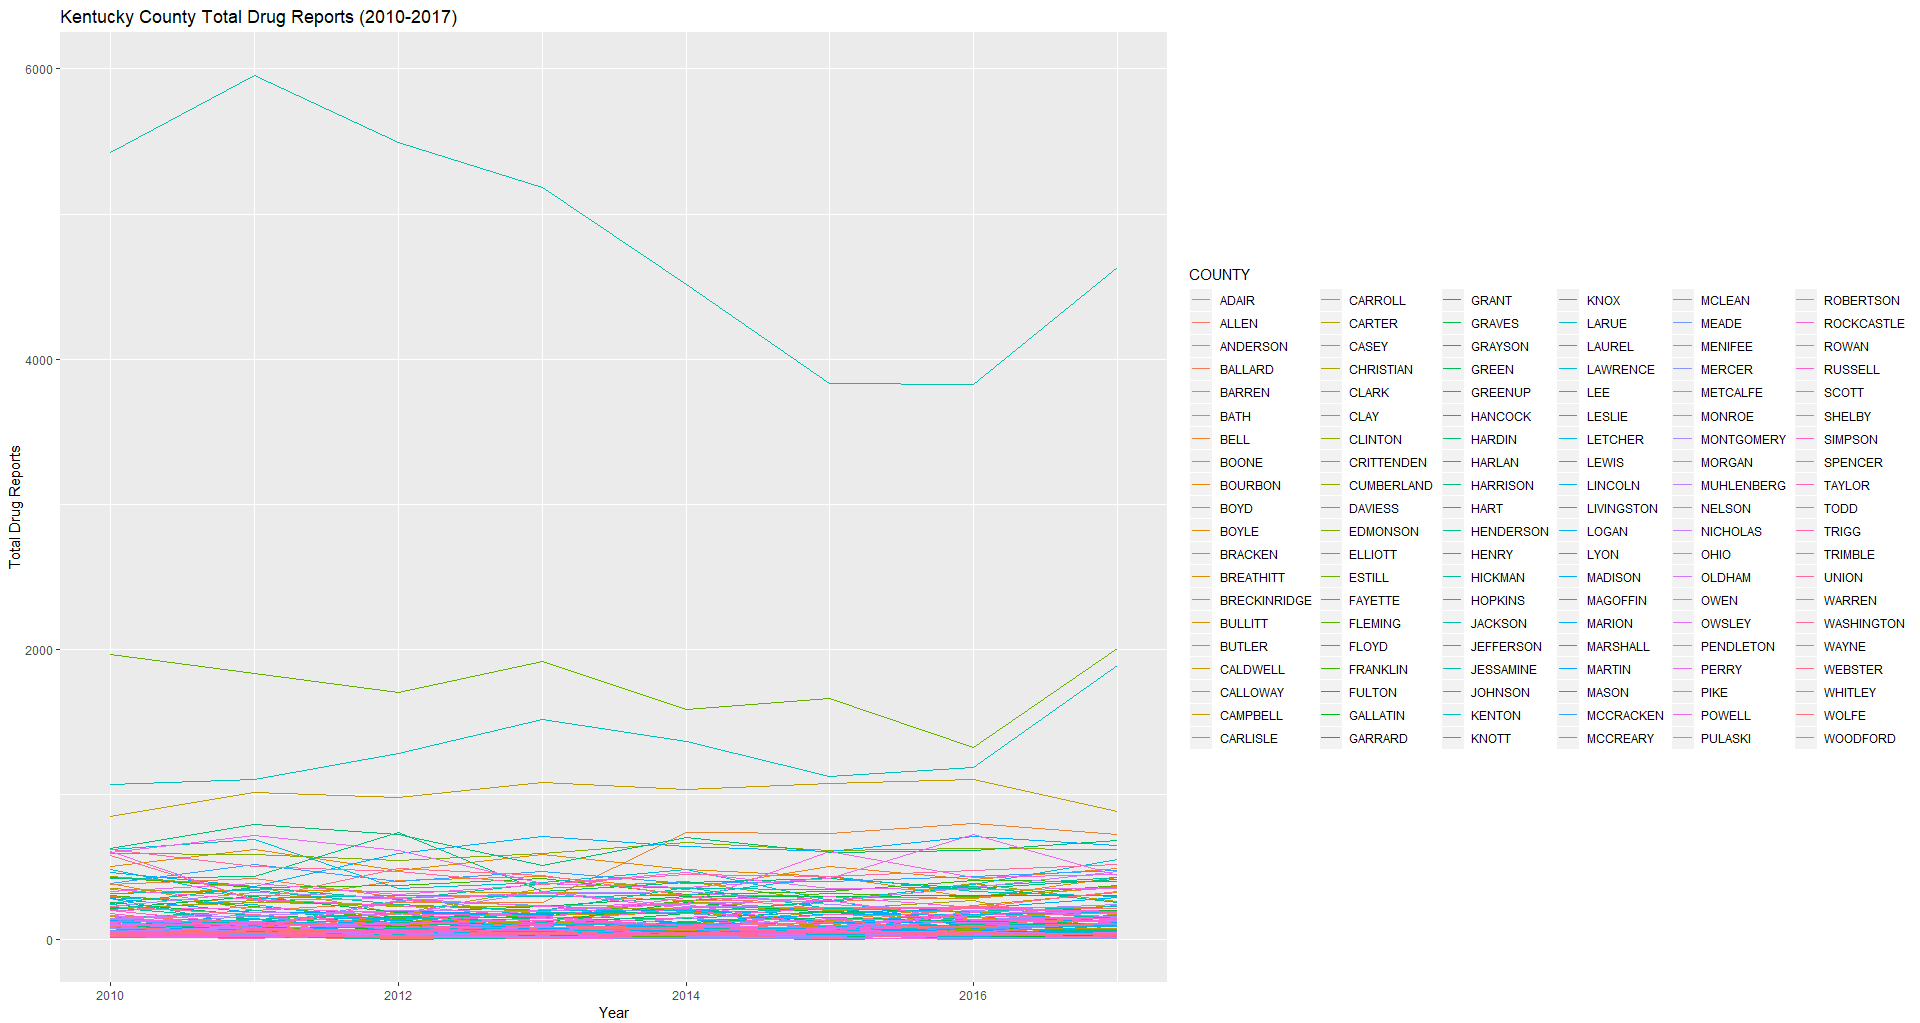 Kentucky County Total Drug Reports (2010-2017)
6000
4000
2000
0
Total Drug Reports
2010 2012 2014 2016
Year
COUNTY
ADAIR CARROLL GRANT KNOX MCLEAN ROBERTSON
ALLEN CARTER GRAVES LARUE MEADE ROCKCASTLE
ANDERSON CASEY GRAYSON LAUREL MENIFEE ROWAN
BALLARD CHRISTIAN GREEN LAWRENCE MERCER RUSSELL
BARREN CLARK GREENUP LEE METCALFE SCOTT
BATH CLAY HANCOCK LESLIE MONROE SHELBY
BELL CLINTON HARDIN LETCHER MONTGOMERY SIMPSON
BOONE CRITTENDEN HARLAN LEWIS MORGAN SPENCER
BOURBON CUMBERLAND HARRISON LINCOLN MUHLENBERG TAYLOR
BOYD DAVIESS HART LIVINGSTON NELSON TODD
BOYLE EDMONSON HENDERSON LOGAN NICHOLAS TRIGG
BRACKEN ELLIOTT HENRY LYON OHIO TRIMBLE
BREATHITT ESTILL HICKMAN MADISON OLDHAM UNION
BRECKINRIDGE FAYETTE HOPKINS MAGOFFIN OWEN WARREN
BULLITT FLEMING JACKSON MARION OWSLEY WASHINGTON
BUTLER FLOYD JEFFERSON MARSHALL PENDLETON WAYNE
CALDWELL FRANKLIN JESSAMINE MARTIN PERRY WEBSTER
CALLOWAY FULTON JOHNSON MASON PIKE WHITLEY
CAMPBELL GALLATIN KENTON MCCRACKEN POWELL WOLFE
CARLISLE GARRARD KNOTT MCCREARY PULASKI WOODFORD